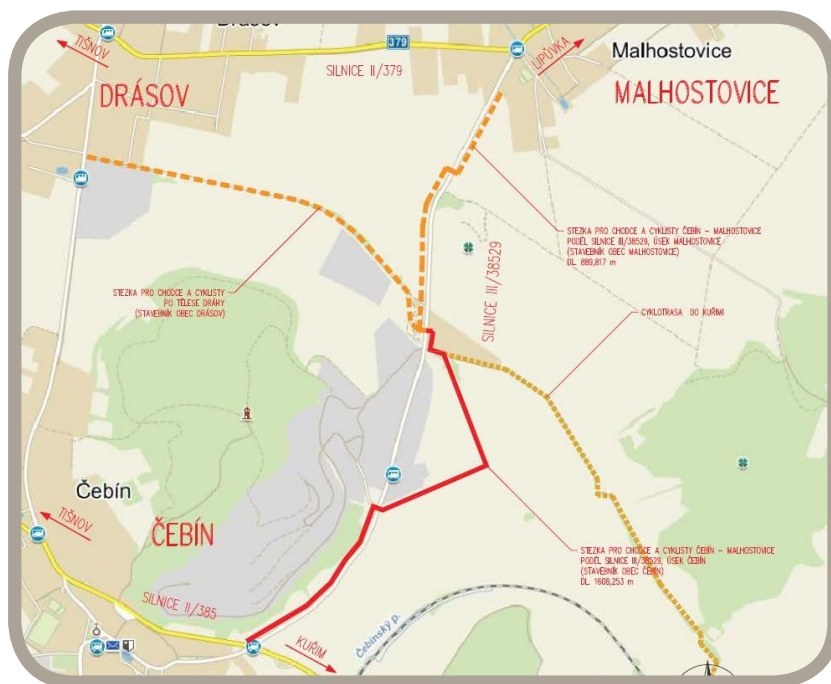 Drásov
TIŠNOV
379
LIPŮVKA
Malhostovice
SILNICE II/379
DRÁSOV
MALHOSTOVICE
STEZKA PRO CHODCE A CYKLISTY ČEBÍN – MALHOSTOVICE
PODÉL SILNICE III/38529, ÚSEK MALHOSTOVICE
(STAVEBNÍK OBEC MALHOSTOVICE)
DL. 889,817 m
SILNICE III/38529
STEZKA PRO CHODCE A CYKLISTY
PO TĚLESE DRÁHY
(STAVEBNÍK OBEC DRÁSOV)
CYKLOTRASA DO KUŘIMI
Čebín
TIŠNOV
ČEBÍN
STEZKA PRO CHODCE A CYKLISTY ČEBÍN – MALHOSTOVICE
PODÉL SILNICE III/38529, ÚSEK ČEBÍN
(STAVEBNÍK OBEC ČEBÍN)
DL. 1608,253 m
SILNICE II/385
KUŘIM
Čebínský p.